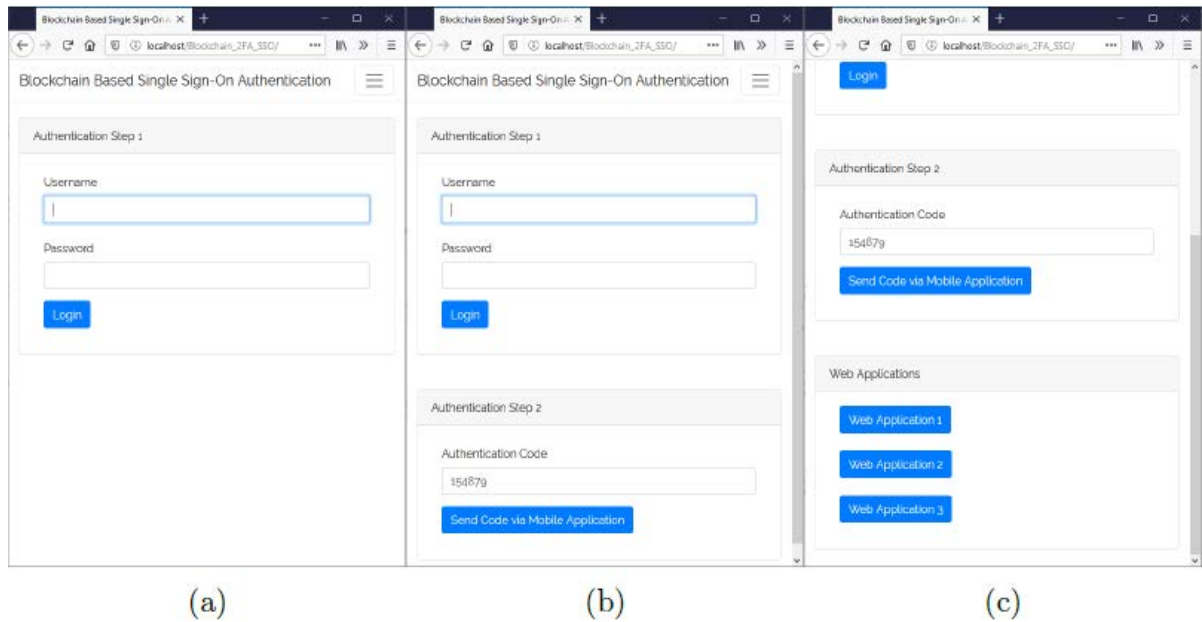 Blockchain Based Single Sign-On A
localhost/Blockchain_2FA_SSO/
Blockchain Based Single Sign-On Authentication
Authentication Step 1
Username
Password
Login
Blockchain Based Single Sign-On A
localhost/Blockchain_2FA_SSO/
Blockchain Based Single Sign-On Authentication
Authentication Step 1
Username
Password
Login
Authentication Step 2
Authentication Code
154879
Send Code via Mobile Application
Blockchain Based Single Sign-On A
localhost/Blockchain_2FA_SSO/
Login
Authentication Step 2
Authentication Code
154879
Send Code via Mobile Application
Web Applications
Web Application 1
Web Application 2
Web Application 3
(a)
(b)
(c)